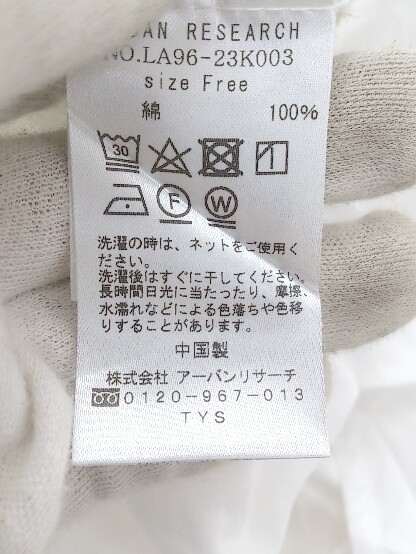 BAN RESEARCH
NO.LA96-23K003
size Free
綿 100%
30
F W
洗濯の時は、ネットをご使用く
ださい。
洗濯後はすぐに干してください。
長時間日光に当たったり、摩擦、
水濡れなどによる色落ちや色移
りすることがあります。
中国製
株式会社 アーバンリサーチ
0120-967-013
TYS